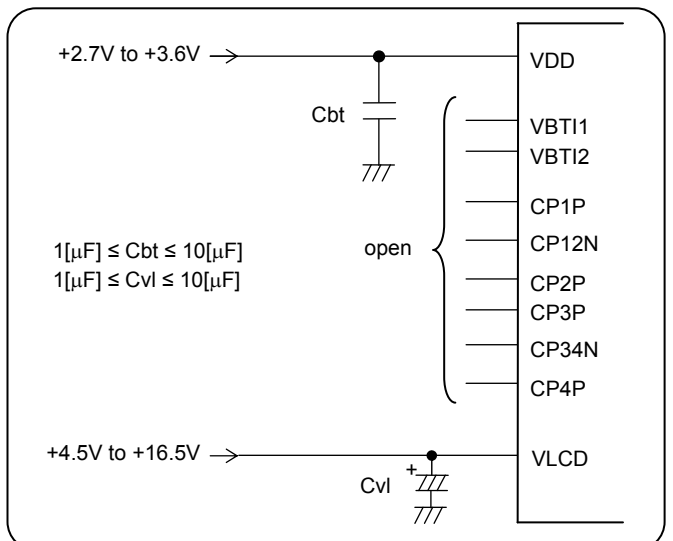 +2.7V to +3.6V
VDD
Cbt
VBTI1
VBTI2
CP1P
1[μF] ≤ Cbt ≤ 10[μF]
open
CP12N
1[μF] ≤ Cvl ≤ 10[μF]
CP2P
CP3P
CP34N
CP4P
+4.5V to +16.5V
VLCD
+
Cvl